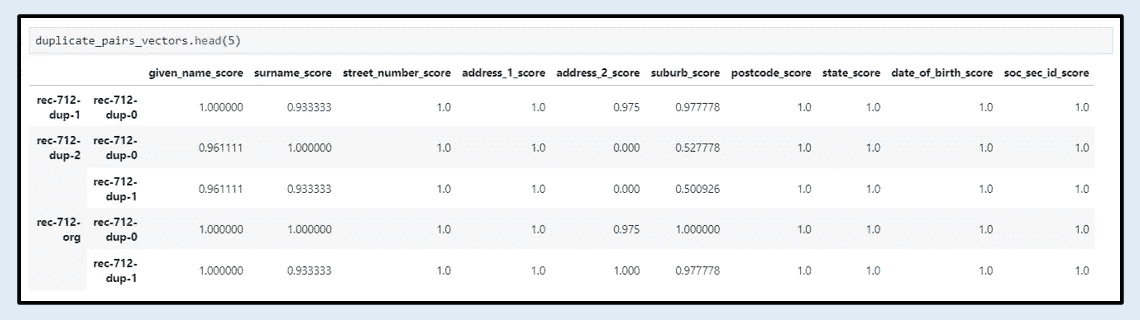 duplicate_pairs_vectors.head(5)
given_name_score surname_score street_number_score address_1_score address_2_score suburb_score postcode_score state_score date_of_birth_score soc_sec_id_score
rec-712-dup-1 rec-712-dup-0 1.000000 0.933333 1.0 1.0 0.975 0.977778 1.0 1.0 1.0 1.0
rec-712-dup-2 rec-712-dup-0 0.961111 1.000000 1.0 1.0 0.000 0.527778 1.0 1.0 1.0 1.0
rec-712-dup-1 0.961111 0.933333 1.0 1.0 0.000 0.500926 1.0 1.0 1.0 1.0
rec-712-org rec-712-dup-0 1.000000 1.000000 1.0 1.0 0.975 1.000000 1.0 1.0 1.0 1.0
rec-712-dup-1 1.000000 0.933333 1.0 1.0 1.000 0.977778 1.0 1.0 1.0 1.0